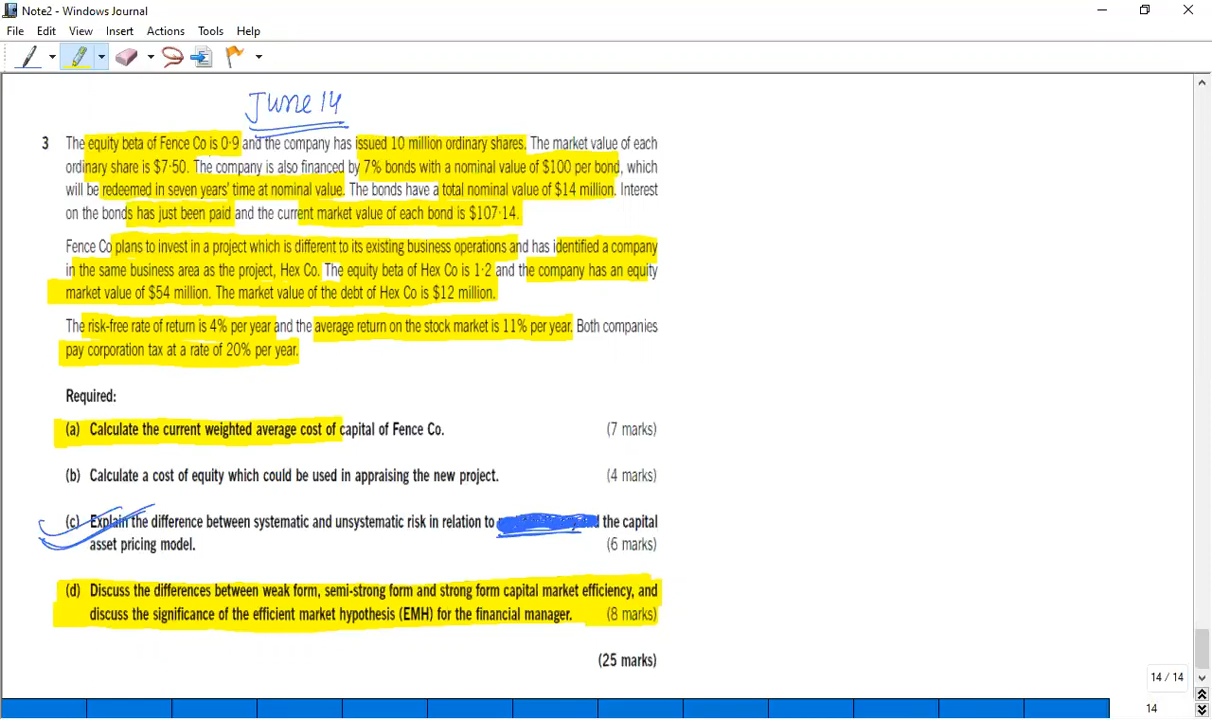 Note2 - Windows Journal
File Edit View Insert Actions Tools Help
June 14
3 The equity beta of Fence Co is 0·9 and the company has issued 10 million ordinary shares. The market value of each
ordinary share is $7·50. The company is also financed by 7% bonds with a nominal value of $100 per bond, which
will be redeemed in seven years' time at nominal value. The bonds have a total nominal value of $14 million. Interest
on the bonds has just been paid and the current market value of each bond is $107·14.
Fence Co plans to invest in a project which is different to its existing business operations and has identified a company
in the same business area as the project, Hex Co. The equity beta of Hex Co is 1·2 and the company has an equity
market value of $54 million. The market value of the debt of Hex Co is $12 million.
The risk-free rate of return is 4% per year and the average return on the stock market is 11% per year. Both companies
pay corporation tax at a rate of 20% per year.
Required:
(a) Calculate the current weighted average cost of capital of Fence Co. (7 marks)
(b) Calculate a cost of equity which could be used in appraising the new project. (4 marks)
(c) Explain the difference between systematic and unsystematic risk in relation to the capital
asset pricing model. (6 marks)
(d) Discuss the differences between weak form, semi-strong form and strong form capital market efficiency, and
discuss the significance of the efficient market hypothesis (EMH) for the financial manager. (8 marks)
(25 marks)
14 / 14
14